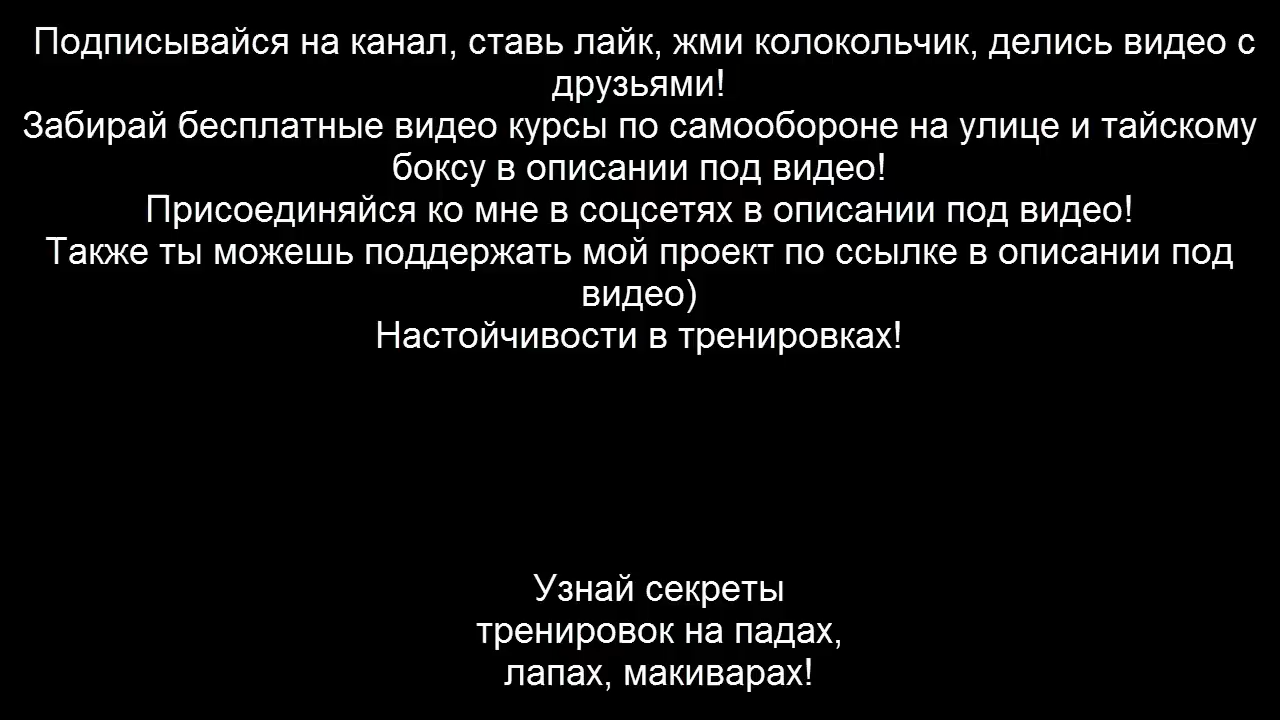 Подписывайся на канал, ставь лайк, жми колокольчик, делись видео с
друзьями!
Забирай бесплатные видео курсы по самообороне на улице и тайскому
боксу в описании под видео!
Присоединяйся ко мне в соцсетях в описании под видео!
Также ты можешь поддержать мой проект по ссылке в описании под
видео)
Настойчивости в тренировках!
Узнай секреты
тренировок на падах,
лапах, макиварах!